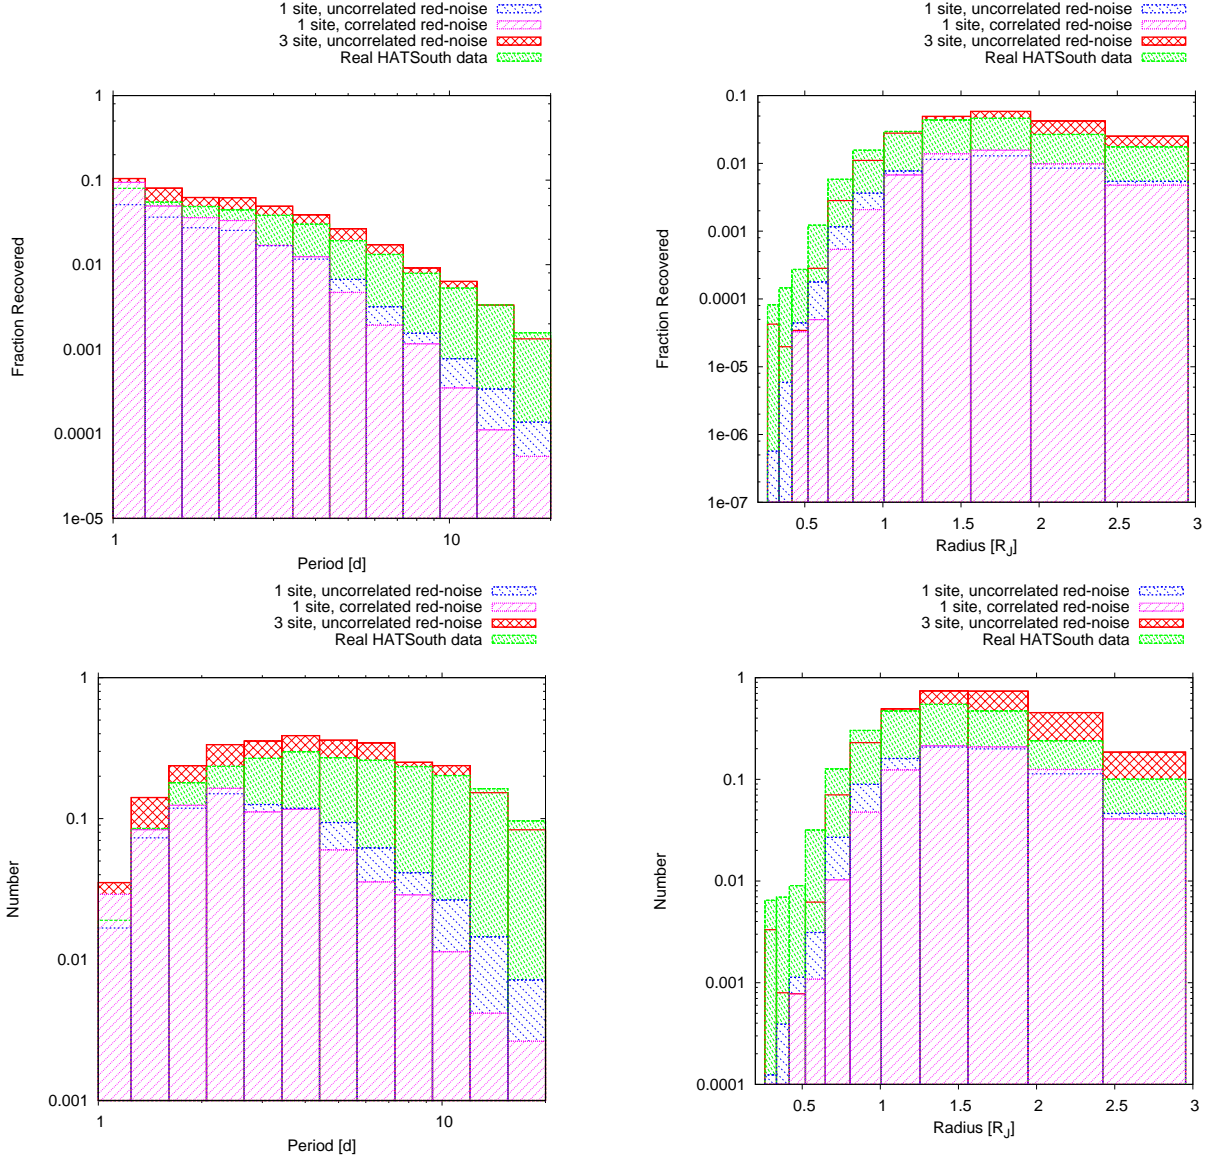 1 site, uncorrelated red-noise
1 site, correlated red-noise
3 site, uncorrelated red-noise
Real HATSouth data
1
0.1
0.01
0.001
0.0001
1e-05
Fraction Recovered
1
10
Period [d]
1 site, uncorrelated red-noise
1 site, correlated red-noise
3 site, uncorrelated red-noise
Real HATSouth data
0.1
0.01
0.001
0.0001
1e-05
1e-06
1e-07
Fraction Recovered
0.5
1
1.5
2
2.5
3
Radius [R_J]
1 site, uncorrelated red-noise
1 site, correlated red-noise
3 site, uncorrelated red-noise
Real HATSouth data
1
0.1
0.01
0.001
Number
1
10
Period [d]
1 site, uncorrelated red-noise
1 site, correlated red-noise
3 site, uncorrelated red-noise
Real HATSouth data
1
0.1
0.01
0.001
0.0001
Number
0.5
1
1.5
2
2.5
3
Radius [R_J]